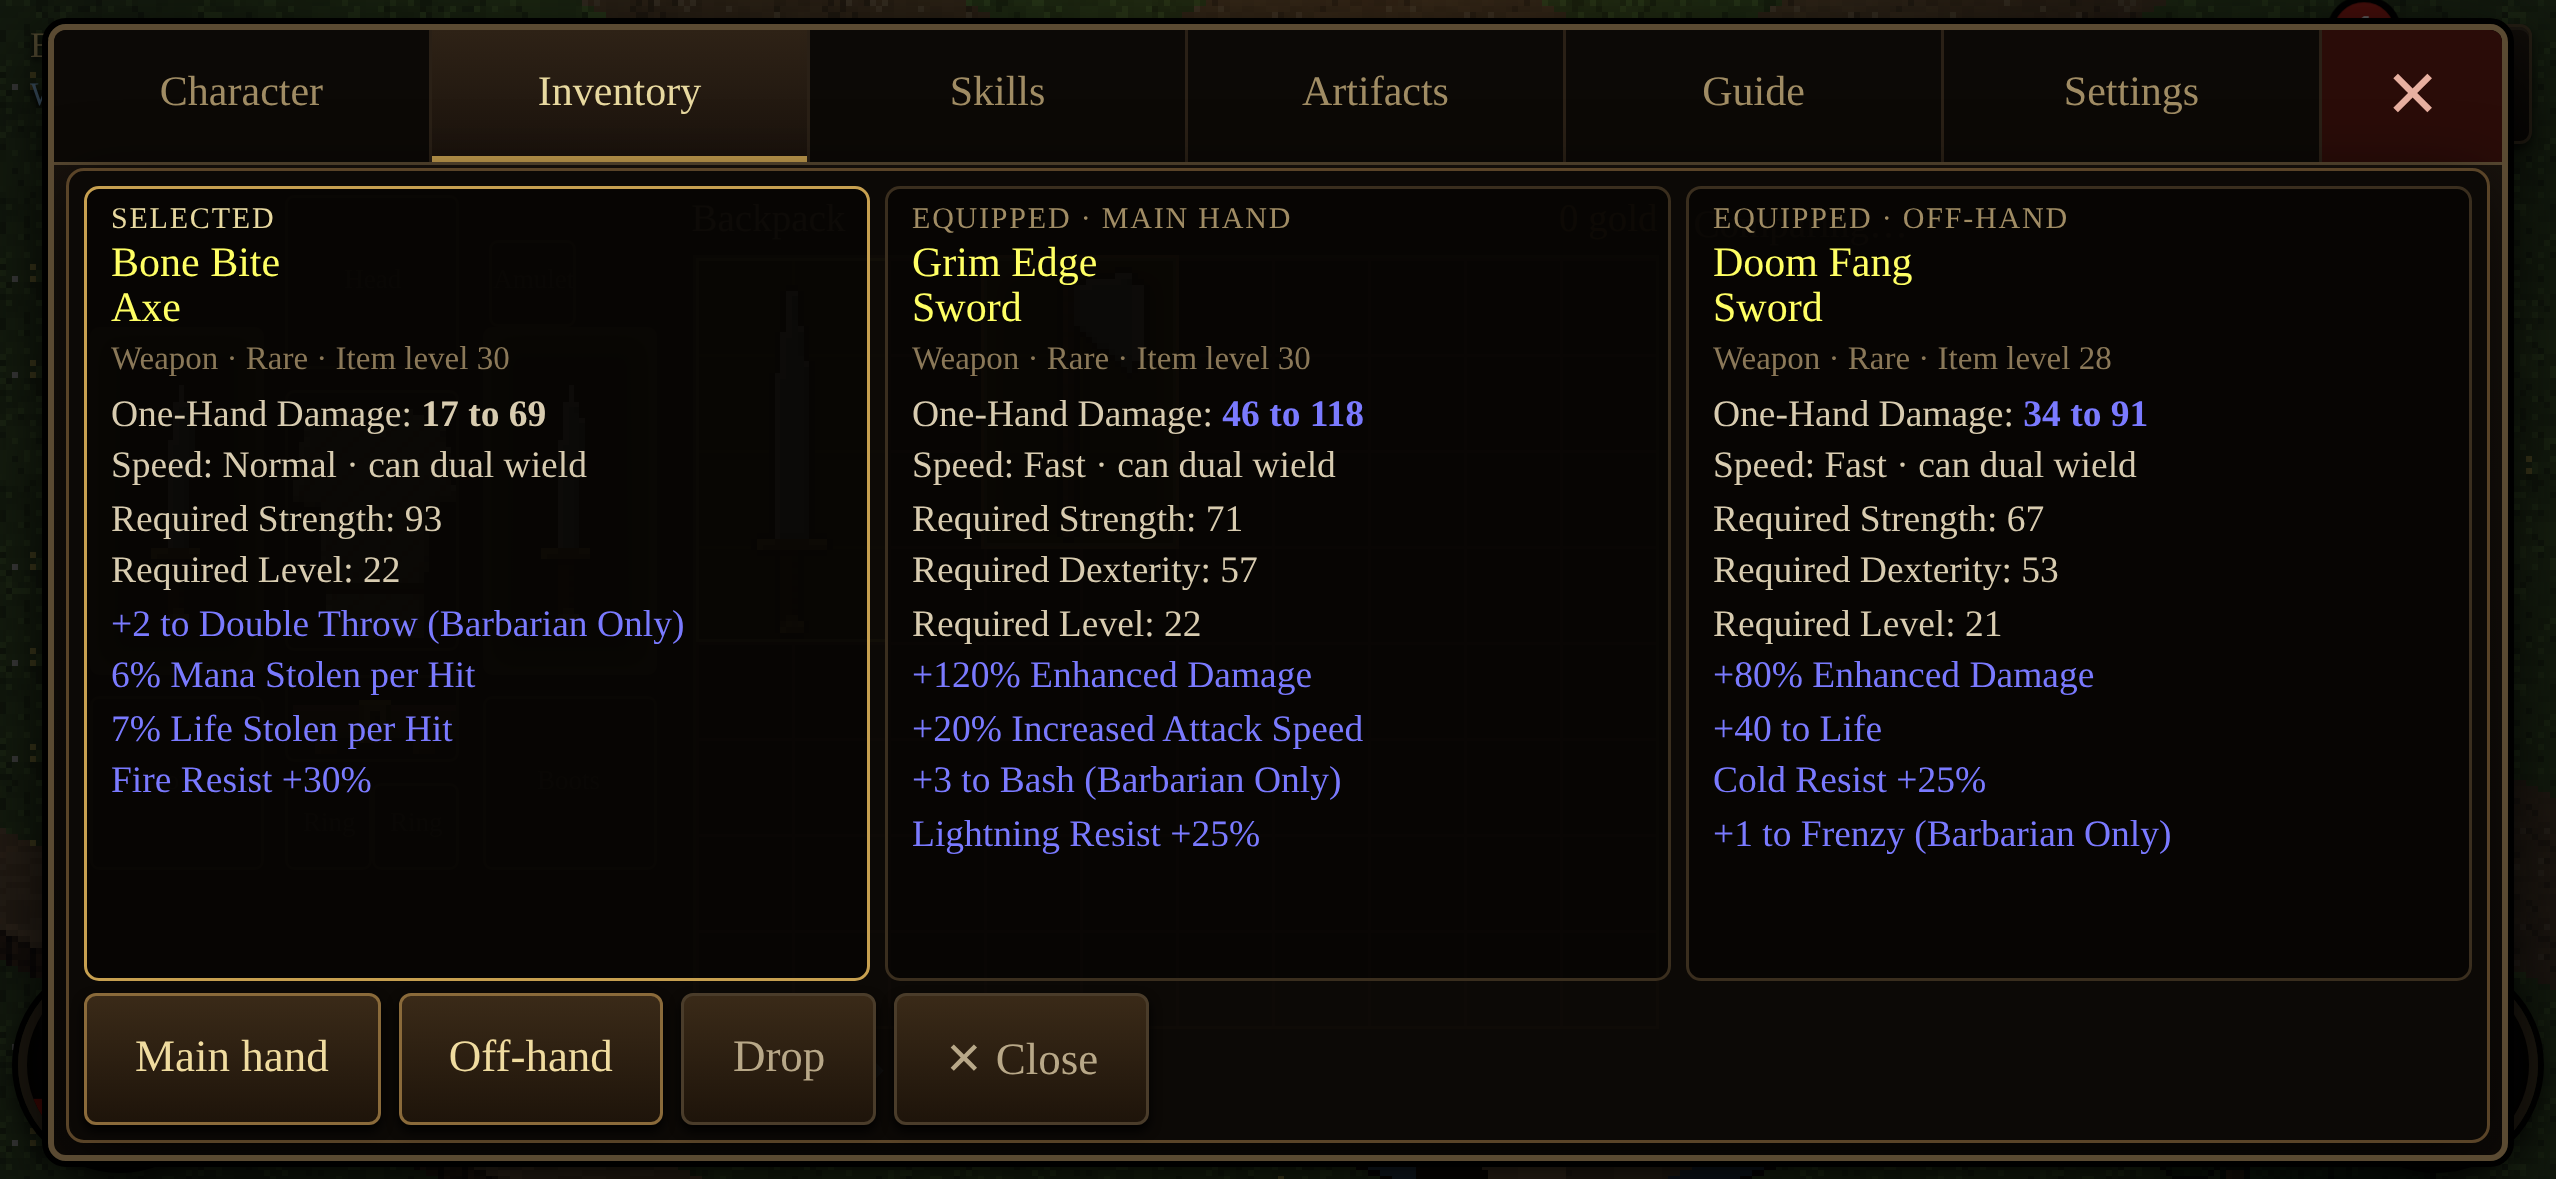 Character
Inventory
Skills
Artifacts
Guide
Settings
✕
SELECTED
Bone Bite
Axe
Weapon · Rare · Item level 30
One-Hand Damage: 17 to 69
Speed: Normal · can dual wield
Required Strength: 93
Required Level: 22
+2 to Double Throw (Barbarian Only)
6% Mana Stolen per Hit
7% Life Stolen per Hit
Fire Resist +30%
Backpack
0 gold
EQUIPPED · MAIN HAND
Grim Edge
Sword
Weapon · Rare · Item level 30
One-Hand Damage: 46 to 118
Speed: Fast · can dual wield
Required Strength: 71
Required Dexterity: 57
Required Level: 22
+120% Enhanced Damage
+20% Increased Attack Speed
+3 to Bash (Barbarian Only)
Lightning Resist +25%
EQUIPPED · OFF-HAND
Doom Fang
Sword
Weapon · Rare · Item level 28
One-Hand Damage: 34 to 91
Speed: Fast · can dual wield
Required Strength: 67
Required Dexterity: 53
Required Level: 21
+80% Enhanced Damage
+40 to Life
Cold Resist +25%
+1 to Frenzy (Barbarian Only)
Main hand
Off-hand
Drop
✕ Close